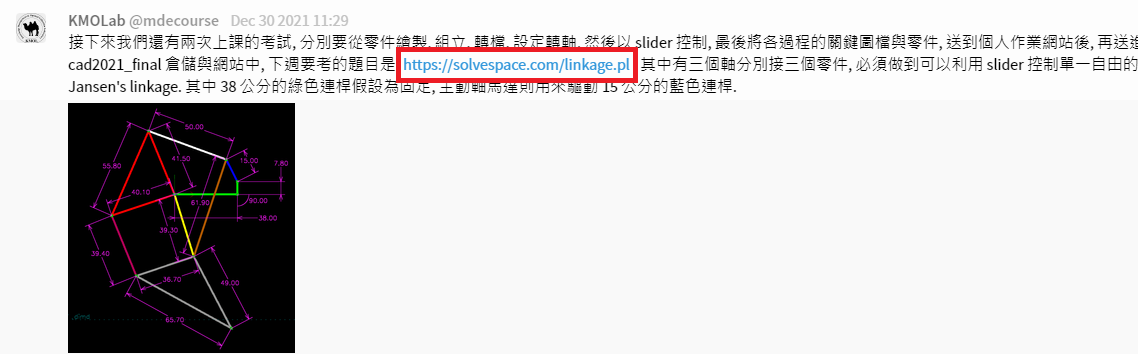 KMOLab @mdecourse Dec 30 2021 11:29
接下來我們還有兩次上課的考試, 分別要從零件繪製, 組立, 轉檔, 設定轉軸, 然後以 slider 控制, 最後將各過程的關鍵圖檔與零件, 送到個人作業網站後, 再送進
cad2021_final 倉儲與網站中, 下週要考的題目是 https://solvespace.com/linkage.pl 其中有三個軸分別接三個零件, 必須做到可以利用 slider 控制單一自由的
Jansen's linkage. 其中 38 公分的綠色連桿假設為固定, 主動軸馬達則用來驅動 15 公分的藍色連桿.
KMOL
50.00
55.80
41.50
15.00
7.80
40.10
61.90
90.00
38.00
39.30
39.40
36.70
49.00
65.70